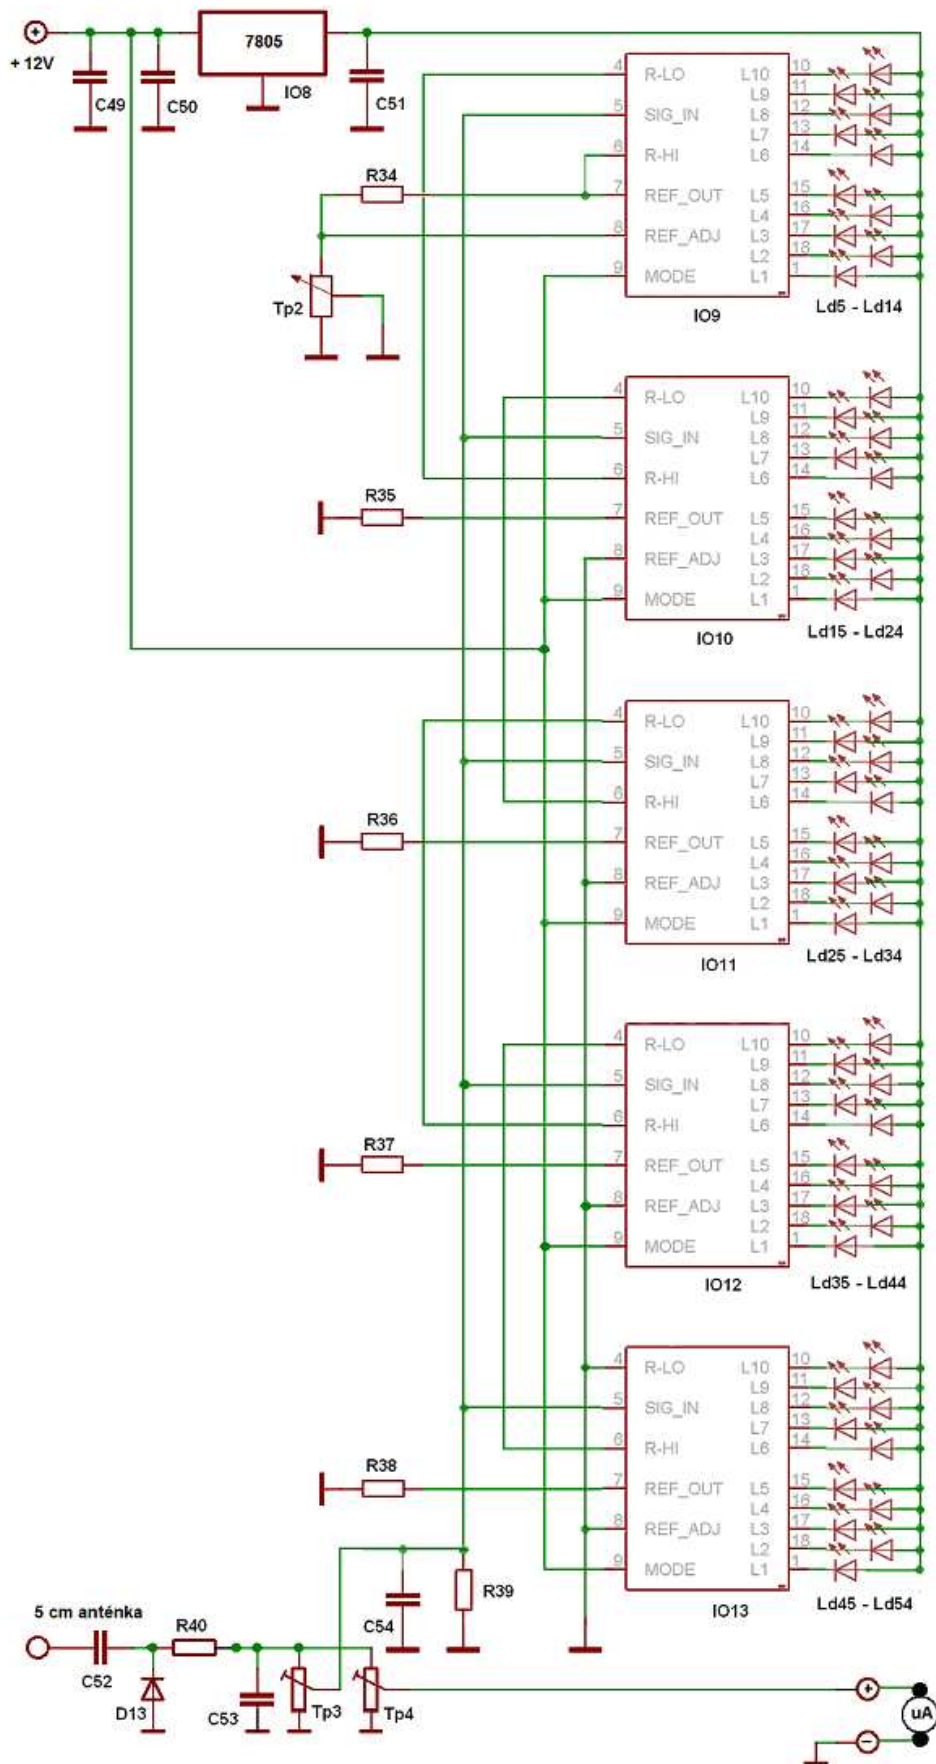 7805
+ 12V
C49
C50
IO8
C51
4 R-LO L10 10
L9 11
5 SIG_IN L8 12
L7 13
6 R-HI L6 14
R34
7 REF_OUT L5 15
L4 16
8 REF_ADJ L3 17
L2 18
9 MODE L1 1
Tp2
IO9
Ld5 - Ld14
4 R-LO L10 10
L9 11
5 SIG_IN L8 12
L7 13
6 R-HI L6 14
R35
7 REF_OUT L5 15
L4 16
8 REF_ADJ L3 17
L2 18
9 MODE L1 1
IO10
Ld15 - Ld24
4 R-LO L10 10
L9 11
5 SIG_IN L8 12
L7 13
6 R-HI L6 14
R36
7 REF_OUT L5 15
L4 16
8 REF_ADJ L3 17
L2 18
9 MODE L1 1
IO11
Ld25 - Ld34
4 R-LO L10 10
L9 11
5 SIG_IN L8 12
L7 13
6 R-HI L6 14
R37
7 REF_OUT L5 15
L4 16
8 REF_ADJ L3 17
L2 18
9 MODE L1 1
IO12
Ld35 - Ld44
4 R-LO L10 10
L9 11
5 SIG_IN L8 12
L7 13
6 R-HI L6 14
R38
7 REF_OUT L5 15
L4 16
8 REF_ADJ L3 17
L2 18
9 MODE L1 1
IO13
Ld45 - Ld54
R39
C54
5 cm anténka
R40
C52
D13
C53
Tp3
Tp4
uA